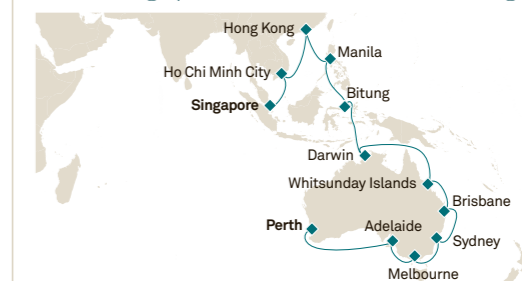 Hong Kong
Manila
Ho Chi Minh City
Bitung
Singapore
Darwin
Whitsunday Islands
Brisbane
Perth
Adelaide
Sydney
Melbourne